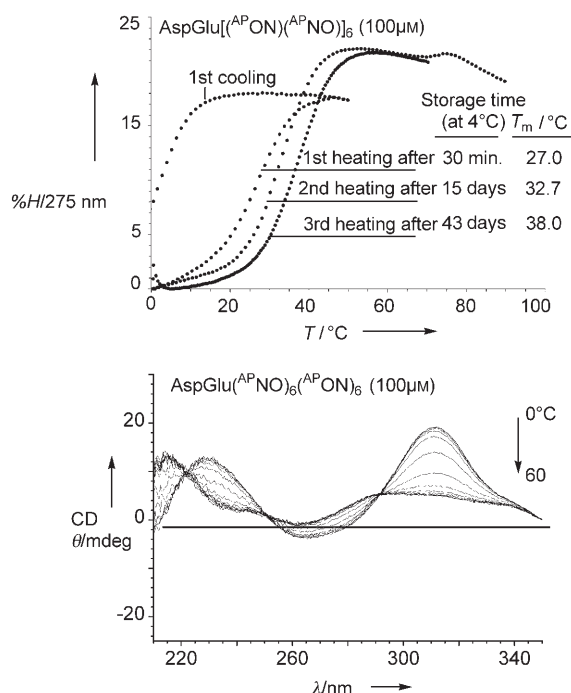 AspGlu[(ᴬᴾON)(ᴬᴾNO)]₆ (100μM)
25
15
5
0
%H/275 nm
1st cooling
Storage time
(at 4°C) Tm / °C
1st heating after 30 min. 27.0
2nd heating after 15 days 32.7
3rd heating after 43 days 38.0
0 20 40 60 80 100
T / °C
AspGlu(ᴬᴾNO)₆(ᴬᴾON)₆ (100μM)
20
0
-20
CD
θ/mdeg
0°C
60
220 260 300 340
λ/nm